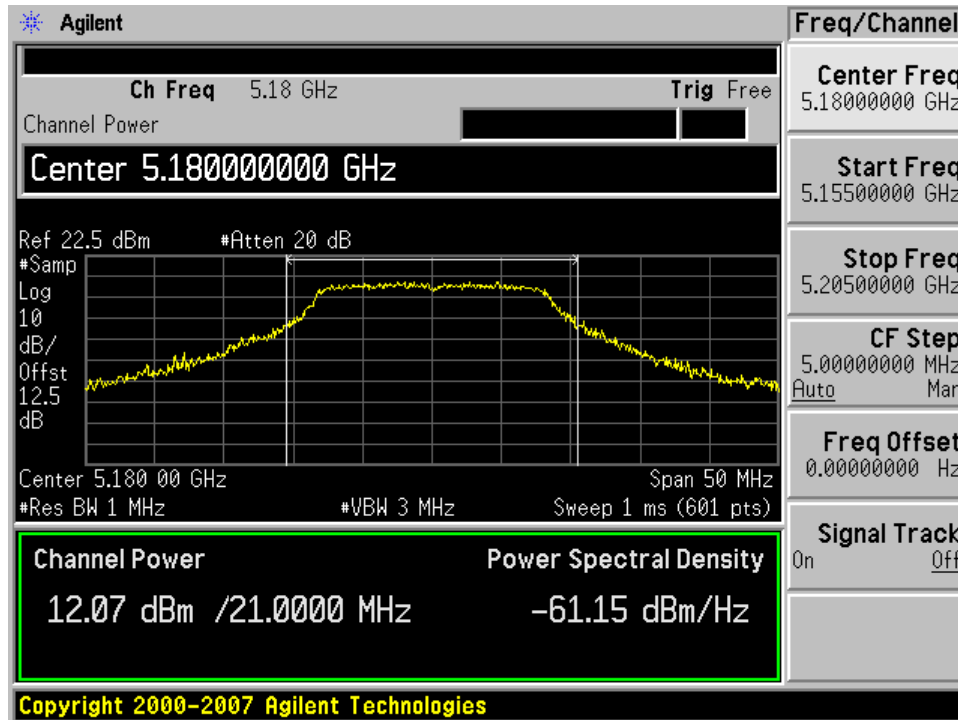 Agilent
Freq/Channel
Ch Freq 5.18 GHz Trig Free
Channel Power
Center 5.180000000 GHz
Ref 22.5 dBm #Atten 20 dB
#Samp
Log
10
dB/
Offst
12.5
dB
Center 5.180 00 GHz Span 50 MHz
#Res BW 1 MHz #VBW 3 MHz Sweep 1 ms (601 pts)
Channel Power Power Spectral Density
12.07 dBm /21.0000 MHz -61.15 dBm/Hz
Copyright 2000-2007 Agilent Technologies
Center Freq
5.18000000 GHz
Start Freq
5.15500000 GHz
Stop Freq
5.20500000 GHz
CF Step
5.00000000 MHz
Auto Man
Freq Offset
0.00000000 Hz
Signal Track
On Off